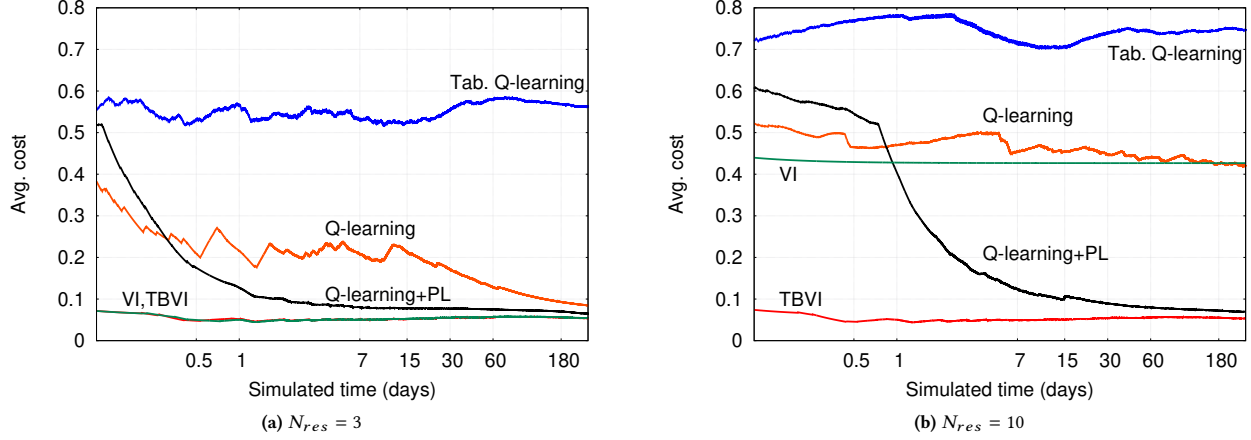 0.8
0.7
0.6
0.5
0.4
0.3
0.2
0.1
0
Avg. cost
Tab. Q-learning
Q-learning
Q-learning+PL
VI,TBVI
0.5 1 7 15 30 60 180
Simulated time (days)
(a) N_res = 3
0.8
0.7
0.6
0.5
0.4
0.3
0.2
0.1
0
Avg. cost
Tab. Q-learning
Q-learning
VI
Q-learning+PL
TBVI
0.5 1 7 15 30 60 180
Simulated time (days)
(b) N_res = 10